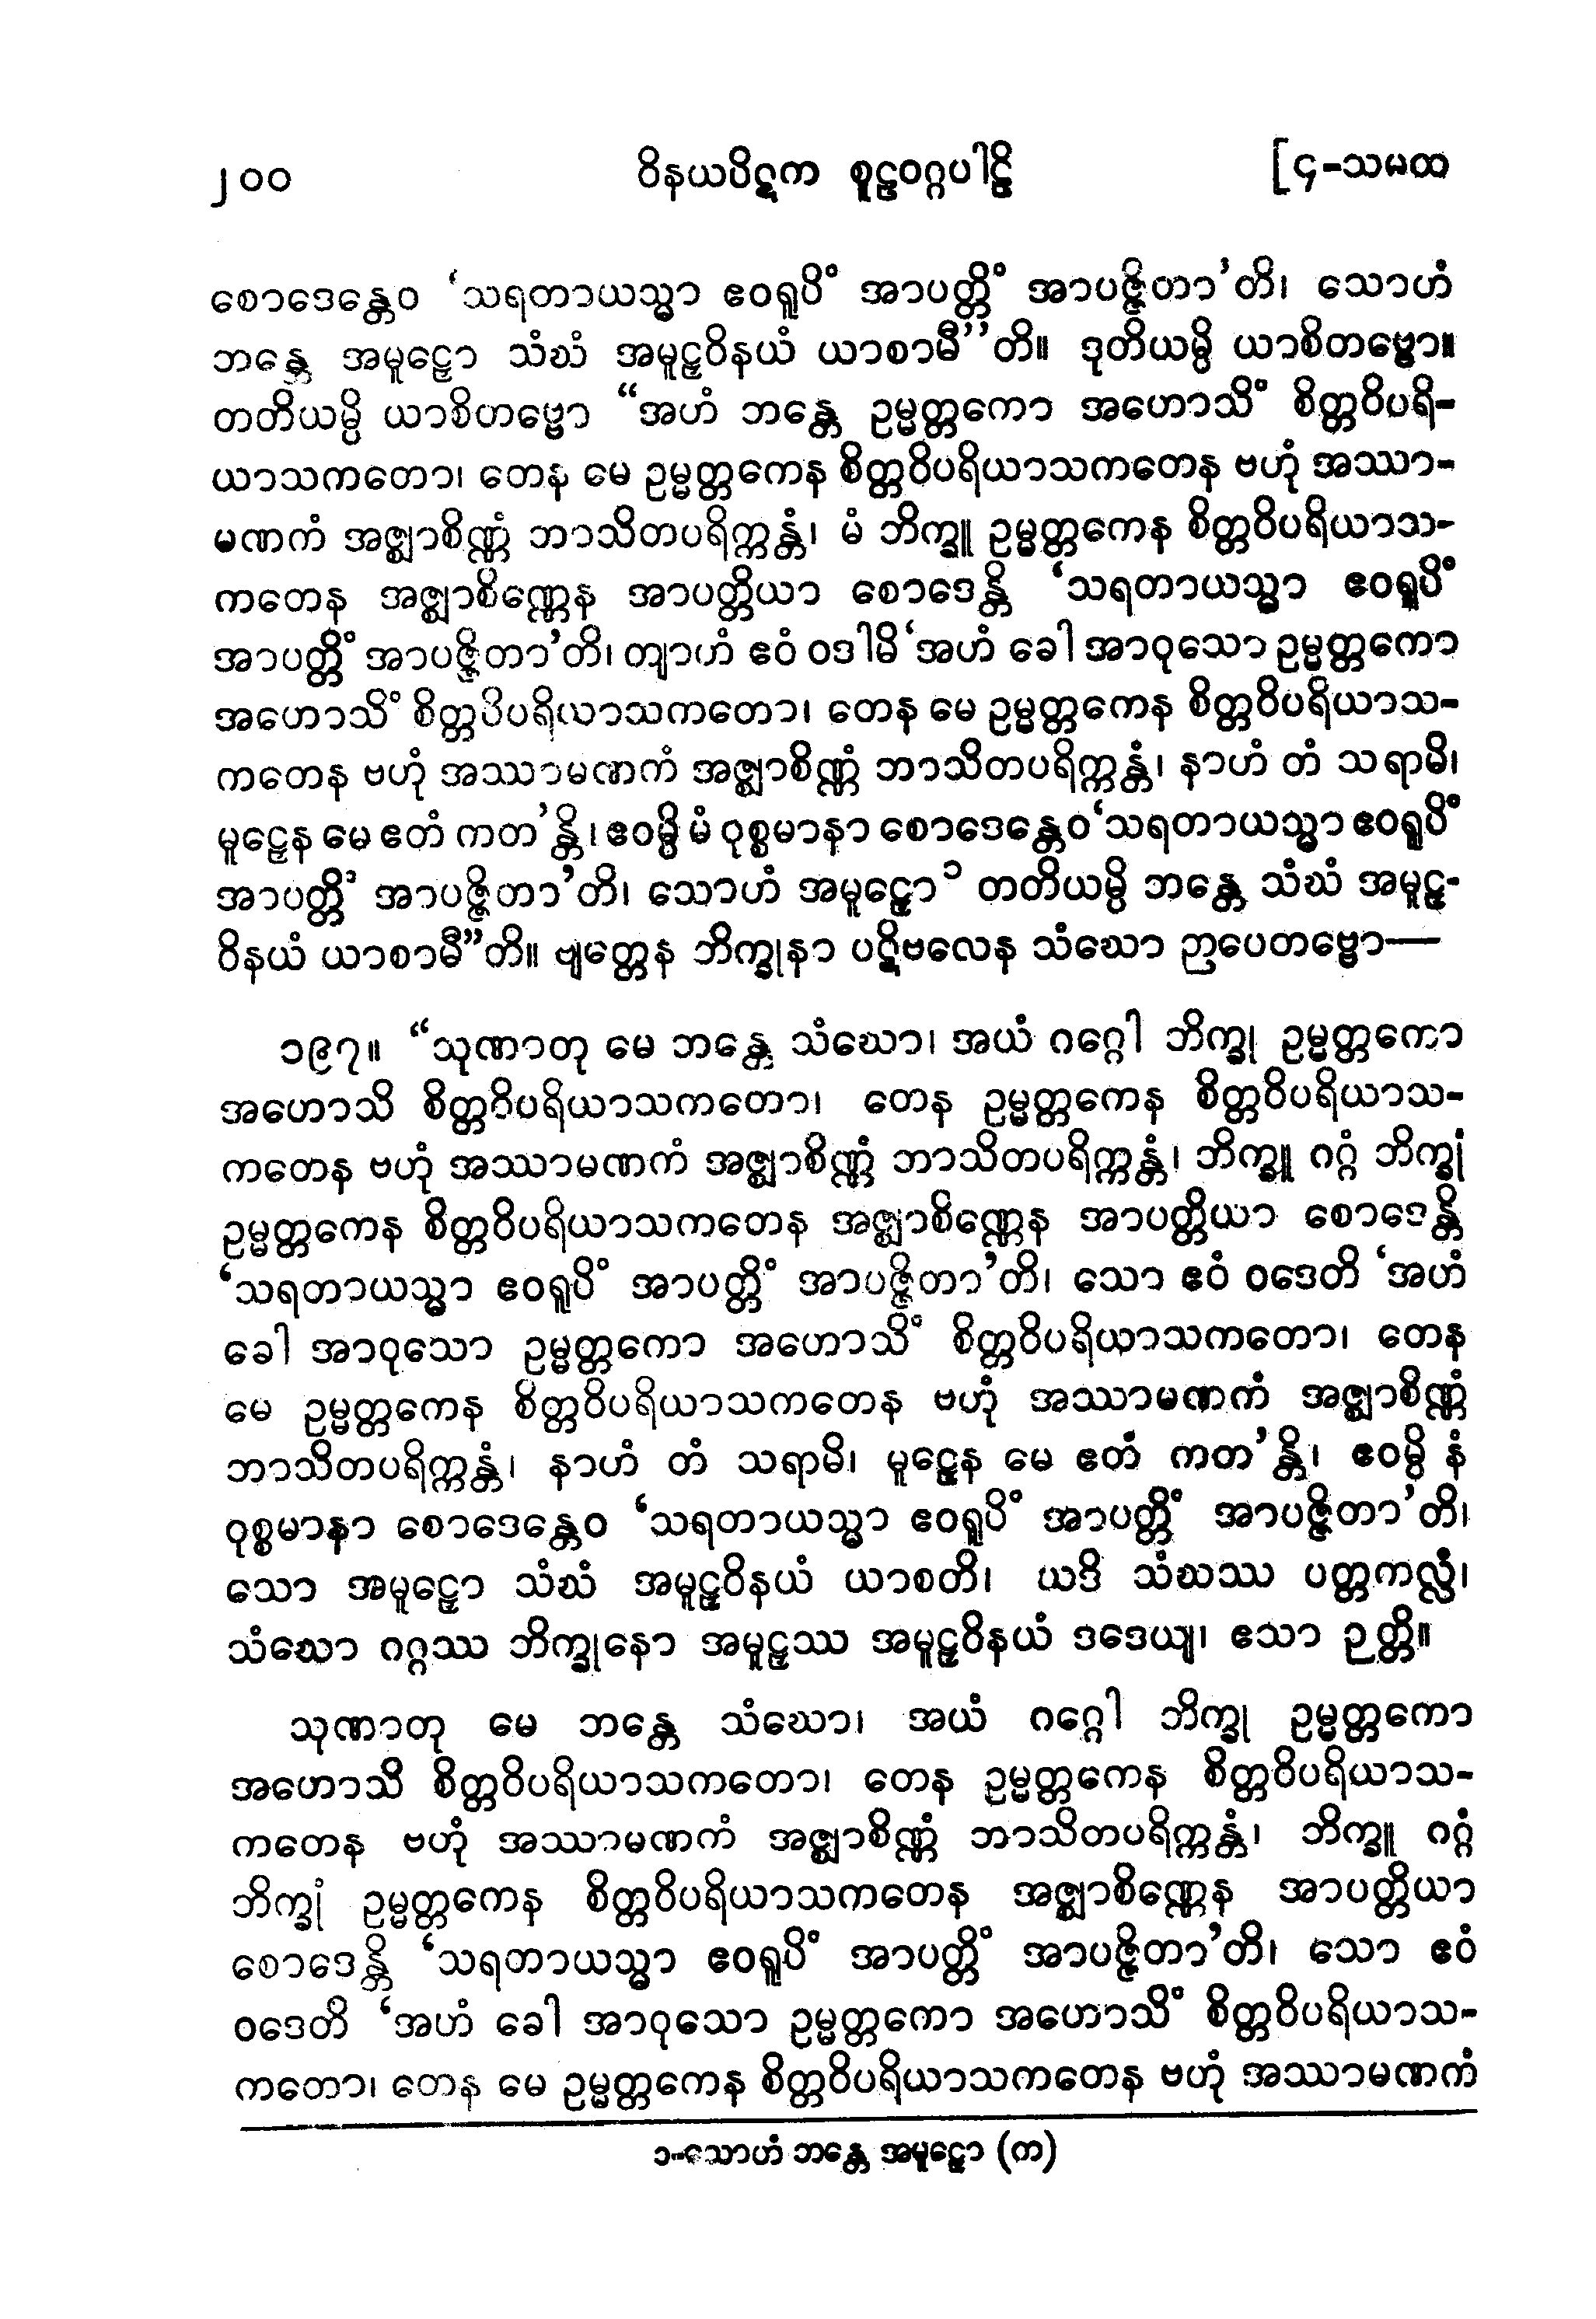 ၂၀၀ ဝိနယပိဋက စူဠဝဂ္ဂပါဠိ [၄-သမထ
စောဒေန္တေဝ ‘သရတာယသ္မာ ဧဝရူပိံ အာပတ္တိံ အာပဇ္ဇိတာ’တိ၊ သောဟံ
ဘန္တေ အမူဠှော သံဃံ အမူဠှဝိနယံ ယာစာမီ’’တိ။ ဒုတိယမ္ပိ ယာစိတဗ္ဗော။
တတိယမ္ပိ ယာစိတဗ္ဗော “အဟံ ဘန္တေ ဥမ္မတ္တကော အဟောသိံ စိတ္တဝိပရိ-
ယာသကတော၊ တေန မေ ဥမ္မတ္တကေန စိတ္တဝိပရိယာသကတေန ဗဟုံ အဿာ-
မဏကံ အဇ္ဈာစိဏ္ဏံ ဘာသိတပရိက္ကန္တံ၊ မံ ဘိက္ခူ ဥမ္မတ္တကေန စိတ္တဝိပရိယာသ-
ကတေန အဇ္ဈာစိဏ္ဏေန အာပတ္တိယာ စောဒေန္တိ ‘သရတာယသ္မာ ဧဝရူပိံ
အာပတ္တိံ အာပဇ္ဇိတာ’တိ၊ တျာဟံ ဧဝံ ဝဒါမိ ‘အဟံ ခေါ အာဝုသော ဥမ္မတ္တကော
အဟောသိံ စိတ္တဝိပရိယာသကတော၊ တေန မေ ဥမ္မတ္တကေန စိတ္တဝိပရိယာသ-
ကတေန ဗဟုံ အဿာမဏကံ အဇ္ဈာစိဏ္ဏံ ဘာသိတပရိက္ကန္တံ၊ နာဟံ တံ သရာမိ၊
မူဠှေန မေ ဧတံ ကတ’န္တိ၊ ဧဝမ္ပိ မံ ဝုစ္စမာနာ စောဒေန္တေဝ ‘သရတာယသ္မာ ဧဝရူပိံ
အာပတ္တိံ အာပဇ္ဇိတာ’တိ၊ သောဟံ အမူဠှော ၁ တတိယမ္ပိ ဘန္တေ သံဃံ အမူဠှ-
ဝိနယံ ယာစာမီ”တိ။ ဗျတ္တေန ဘိက္ခုနာ ပဋိဗလေန သံဃော ဉာပေတဗ္ဗော—
၁၉၇။ “သုဏာတု မေ ဘန္တေ သံဃော၊ အယံ ဂဂ္ဂေါ ဘိက္ခု ဥမ္မတ္တကော
အဟောသိ စိတ္တဝိပရိယာသကတော၊ တေန ဥမ္မတ္တကေန စိတ္တဝိပရိယာသ-
ကတေန ဗဟုံ အဿာမဏကံ အဇ္ဈာစိဏ္ဏံ ဘာသိတပရိက္ကန္တံ၊ ဘိက္ခူ ဂဂ္ဂံ ဘိက္ခုံ
ဥမ္မတ္တကေန စိတ္တဝိပရိယာသကတေန အဇ္ဈာစိဏ္ဏေန အာပတ္တိယာ စောဒေန္တိ
‘သရတာယသ္မာ ဧဝရူပိံ အာပတ္တိံ အာပဇ္ဇိတာ’တိ၊ သော ဧဝံ ဝဒေတိ ‘အဟံ
ခေါ အာဝုသော ဥမ္မတ္တကော အဟောသိံ စိတ္တဝိပရိယာသကတော၊ တေန
မေ ဥမ္မတ္တကေန စိတ္တဝိပရိယာသကတေန ဗဟုံ အဿာမဏကံ အဇ္ဈာစိဏ္ဏံ
ဘာသိတပရိက္ကန္တံ၊ နာဟံ တံ သရာမိ၊ မူဠှေန မေ ဧတံ ကတ’န္တိ၊ ဧဝမ္ပိ နံ
ဝုစ္စမာနာ စောဒေန္တေဝ ‘သရတာယသ္မာ ဧဝရူပိံ အာပတ္တိံ အာပဇ္ဇိတာ’တိ၊
သော အမူဠှော သံဃံ အမူဠှဝိနယံ ယာစတိ၊ ယဒိ သံဃဿ ပတ္တကလ္လံ၊
သံဃော ဂဂ္ဂဿ ဘိက္ခုနော အမူဠှဿ အမူဠှဝိနယံ ဒဒေယျ၊ ဧသာ ဉတ္တိ။
သုဏာတု မေ ဘန္တေ သံဃော၊ အယံ ဂဂ္ဂေါ ဘိက္ခု ဥမ္မတ္တကော
အဟောသိ စိတ္တဝိပရိယာသကတော၊ တေန ဥမ္မတ္တကေန စိတ္တဝိပရိယာသ-
ကတေန ဗဟုံ အဿာမဏကံ အဇ္ဈာစိဏ္ဏံ ဘာသိတပရိက္ကန္တံ၊ ဘိက္ခူ ဂဂ္ဂံ
ဘိက္ခုံ ဥမ္မတ္တကေန စိတ္တဝိပရိယာသကတေန အဇ္ဈာစိဏ္ဏေန အာပတ္တိယာ
စောဒေန္တိ ‘သရတာယသ္မာ ဧဝရူပိံ အာပတ္တိံ အာပဇ္ဇိတာ’တိ၊ သော ဧဝံ
ဝဒေတိ ‘အဟံ ခေါ အာဝုသော ဥမ္မတ္တကော အဟောသိံ စိတ္တဝိပရိယာသ-
ကတော၊ တေန မေ ဥမ္မတ္တကေန စိတ္တဝိပရိယာသကတေန ဗဟုံ အဿာမဏကံ
၁-သောဟံ ဘန္တေ အမူဠှော (က)